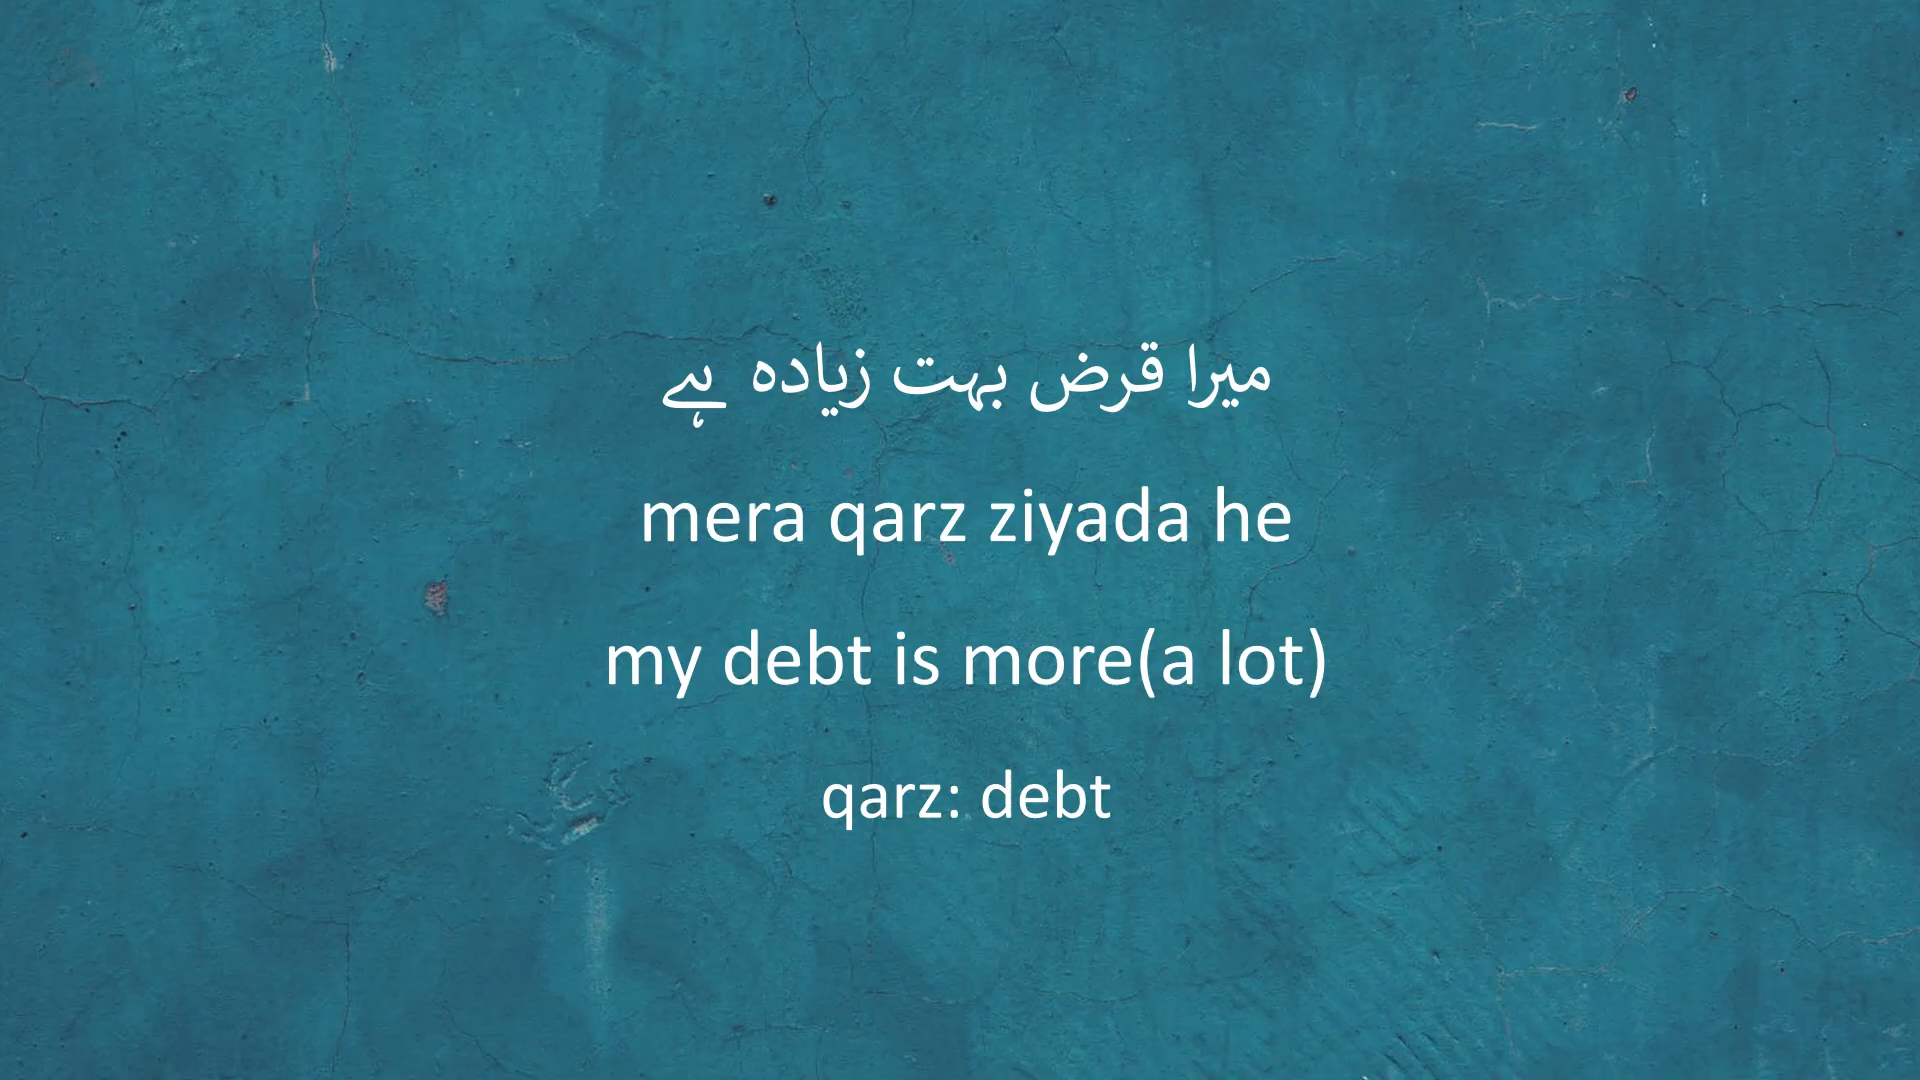 میرا قرض بہت زیادہ ہے
mera qarz ziyada he
my debt is more(a lot)
qarz: debt